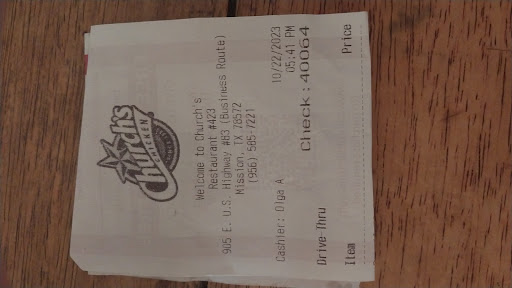 Church's
CHICKEN
Welcome to Church's
Restaurant #423
905 E. U.S. Highway #83 (Business Route)
Mission, TX 78572
(956) 585-7221
Cashier: Olga A
10/22/2023
05:41 PM
Check : 40064
Drive-Thru
Item Price